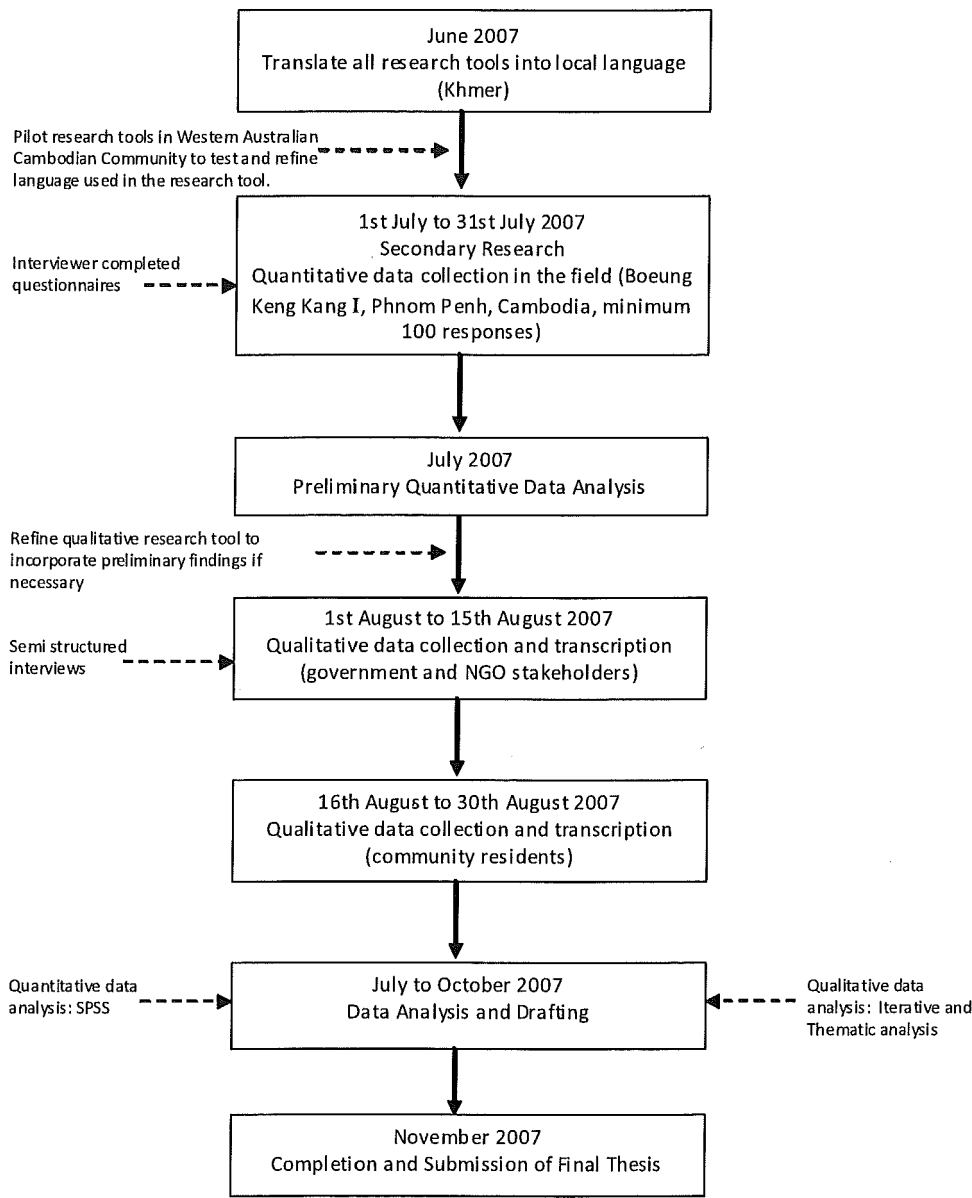 June 2007
Translate all research tools into local language
(Khmer)
Pilot research tools in Western Australian
Cambodian Community to test and refine
language used in the research tool.
1st July to 31st July 2007
Secondary Research
Quantitative data collection in the field (Boeung
Keng Kang I, Phnom Penh, Cambodia, minimum
100 responses)
Interviewer completed
questionnaires
July 2007
Preliminary Quantitative Data Analysis
Refine qualitative research tool to
incorporate preliminary findings if
necessary
1st August to 15th August 2007
Qualitative data collection and transcription
(government and NGO stakeholders)
Semi structured
interviews
16th August to 30th August 2007
Qualitative data collection and transcription
(community residents)
Quantitative data
analysis: SPSS
July to October 2007
Data Analysis and Drafting
Qualitative data
analysis: Iterative and
Thematic analysis
November 2007
Completion and Submission of Final Thesis